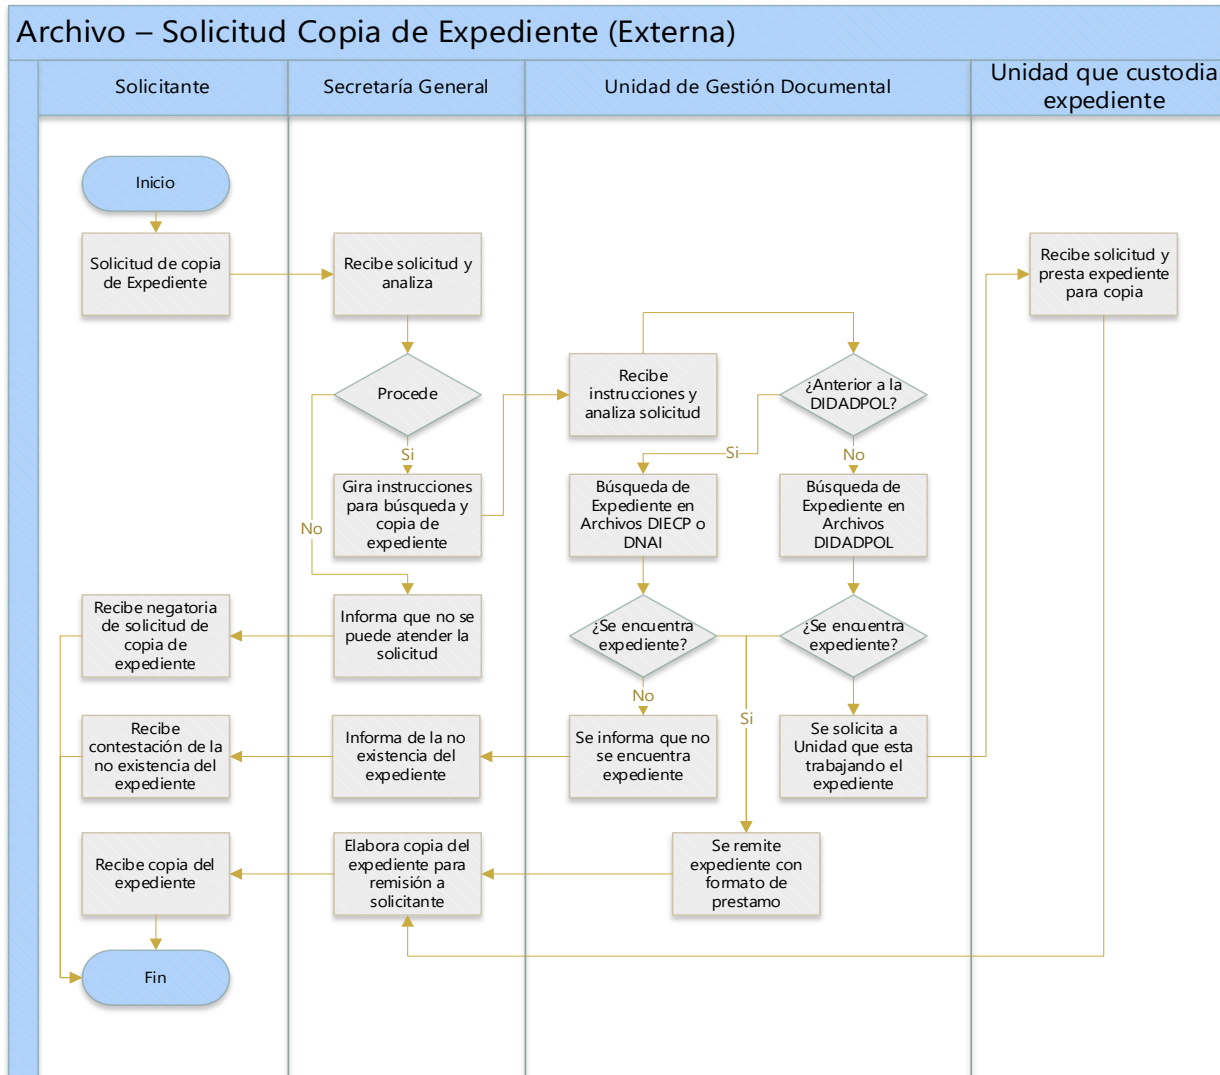 Archivo – Solicitud Copia de Expediente (Externa)
Solicitante
Secretaría General
Unidad de Gestión Documental
Unidad que custodia
expediente
Inicio
Solicitud de copia
de Expediente
Recibe solicitud y
analiza
Recibe solicitud y
presta expediente
para copia
Procede
Recibe
instrucciones y
analiza solicitud
¿Anterior a la
DIDADPOL?
Si
Si
No
Gira instrucciones
para búsqueda y
copia de
expediente
Búsqueda de
Expediente en
Archivos DIECP o
DNAI
Búsqueda de
Expediente en
Archivos
DIDADPOL
No
Recibe negatoria
de solicitud de
copia de
expediente
Informa que no se
puede atender la
solicitud
¿Se encuentra
expediente?
¿Se encuentra
expediente?
No
Si
Recibe
contestación de la
no existencia del
expediente
Informa de la no
existencia del
expediente
Se informa que no
se encuentra
expediente
Se solicita a
Unidad que esta
trabajando el
expediente
Recibe copia del
expediente
Elabora copia del
expediente para
remisión a
solicitante
Se remite
expediente con
formato de
prestamo
Fin